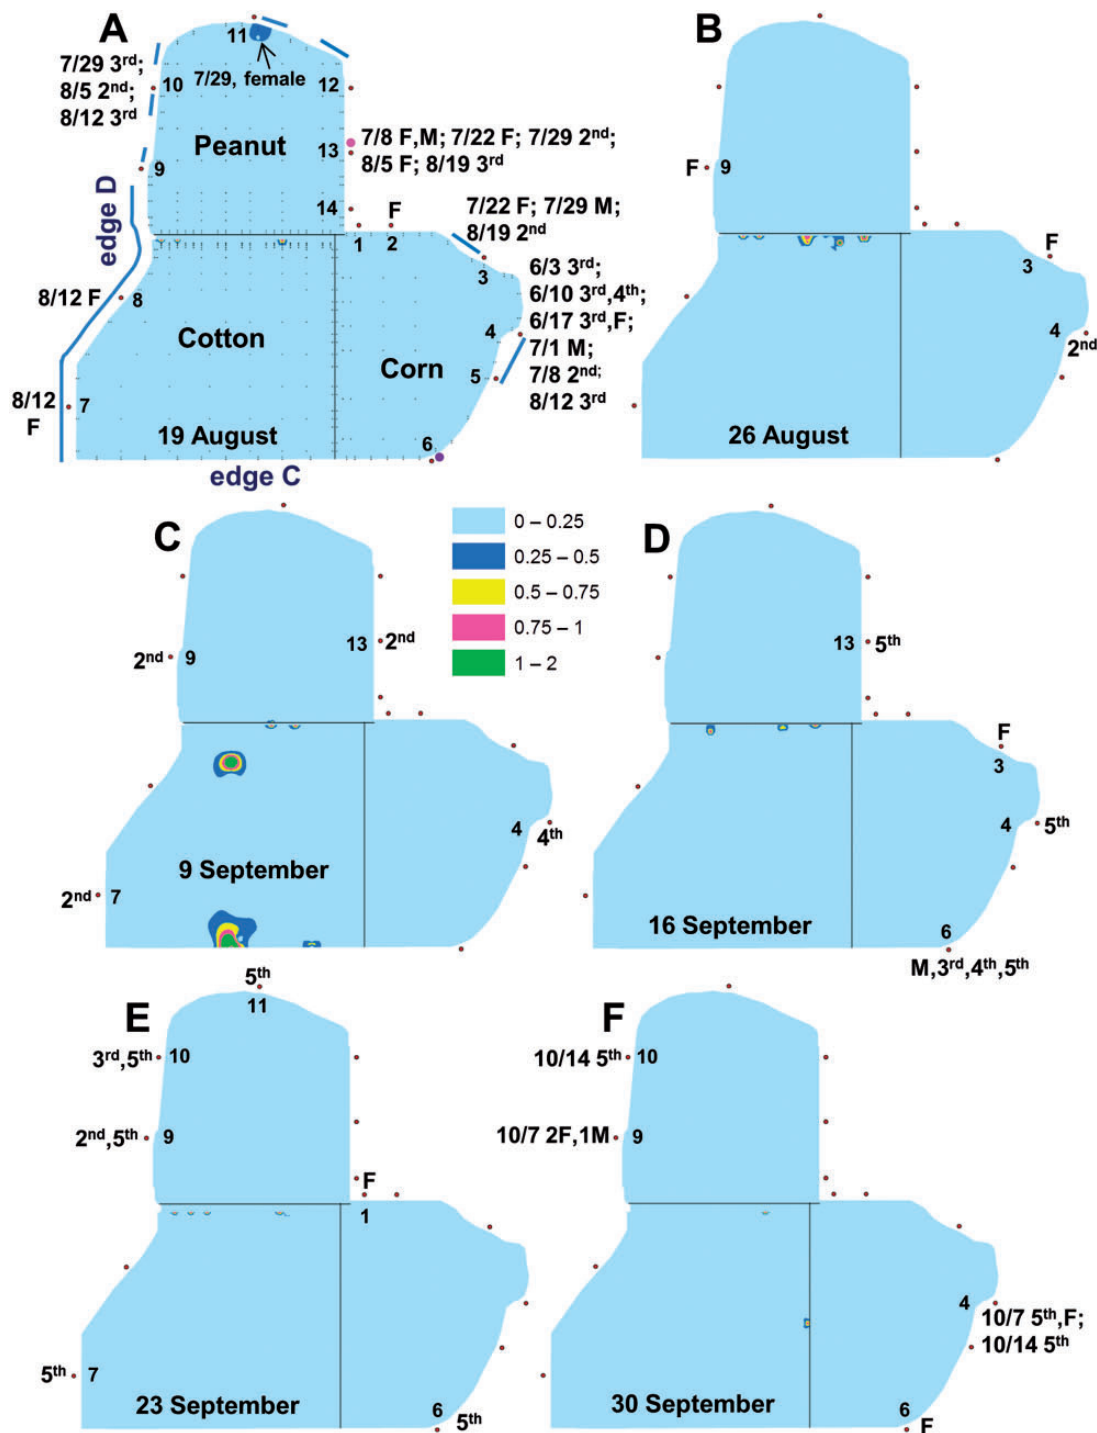 A
11
7/29, female
7/29 3rd;
8/5 2nd;
8/12 3rd
10
12
Peanut
13
7/8 F,M; 7/22 F; 7/29 2nd;
8/5 F; 8/19 3rd
9
edge D
14
F
1
2
7/22 F; 7/29 M;
8/19 2nd
3
6/3 3rd;
6/10 3rd,4th;
6/17 3rd,F;
7/1 M;
7/8 2nd;
8/12 3rd
8/12 F
8
Cotton
4
Corn
5
8/12
F
7
19 August
6
edge C
B
F
9
F
3
4
2nd
26 August
0 – 0.25
0.25 – 0.5
0.5 – 0.75
0.75 – 1
1 – 2
C
2nd
9
13
2nd
4
4th
9 September
2nd
7
D
13
5th
F
3
4
5th
16 September
6
M,3rd,4th,5th
E
5th
11
3rd,5th
10
2nd,5th
9
F
1
5th
7
23 September
6
5th
F
10/14 5th
10
10/7 2F,1M
9
4
10/7 5th,F;
10/14 5th
30 September
6
F